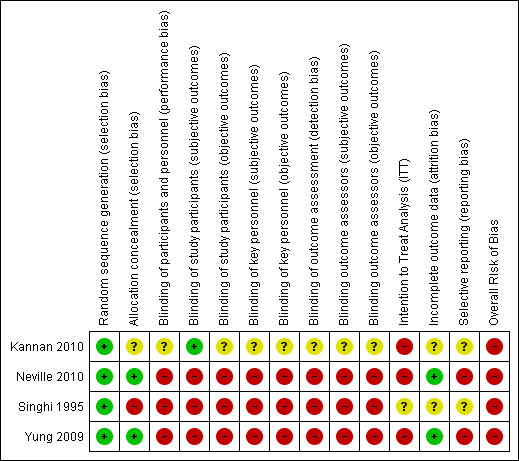 Random sequence generation (selection bias)
Allocation concealment (selection bias)
Blinding of participants and personnel (performance bias)
Blinding of study participants (subjective outcomes)
Blinding of study participants (objective outcomes)
Blinding of key personnel (subjective outcomes)
Blinding of key personnel (objective outcomes)
Blinding of outcome assessment (detection bias)
Blinding outcome assessors (subjective outcomes)
Blinding outcome assessors (objective outcomes)
Intention to Treat Analysis (ITT)
Incomplete outcome data (attrition bias)
Selective reporting (reporting bias)
Overall Risk of Bias
Kannan 2010 + ? ? + ? ? ? ? ? ? − ? ? −
Neville 2010 + + − − − − − − − − − + − −
Singhi 1995 + − − − − − − − − − ? ? ? −
Yung 2009 + + − − − − − − − − − + − −